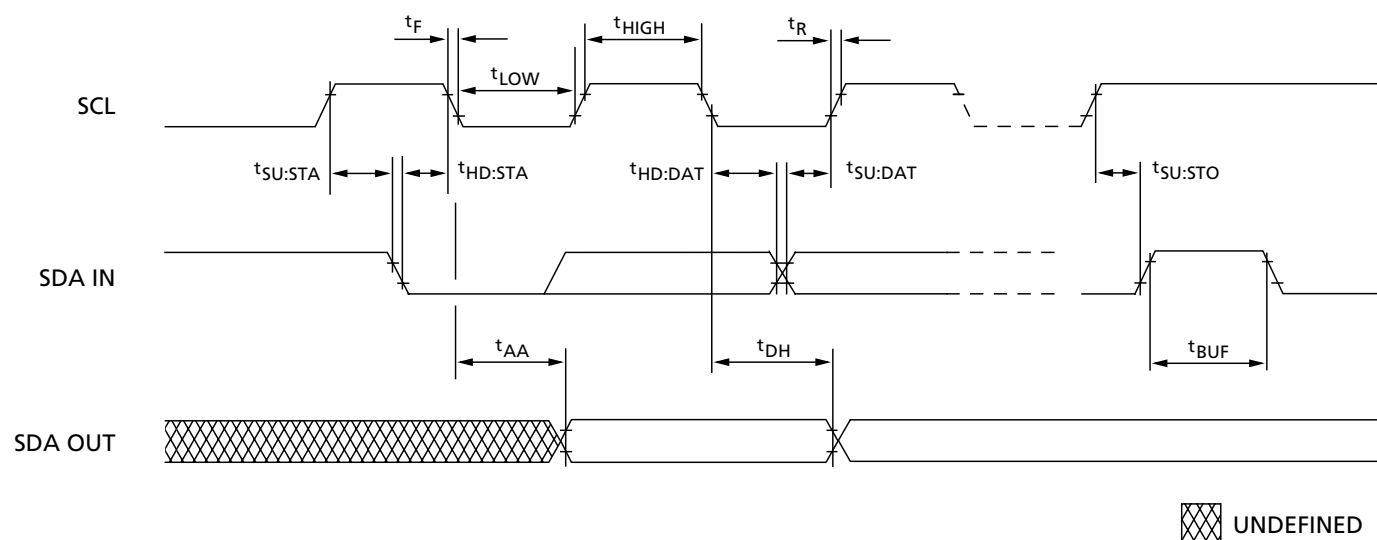 tF
tHIGH
tR
tLOW
SCL
tSU:STA
tHD:STA
tHD:DAT
tSU:DAT
tSU:STO
SDA IN
tAA
tDH
tBUF
SDA OUT
UNDEFINED